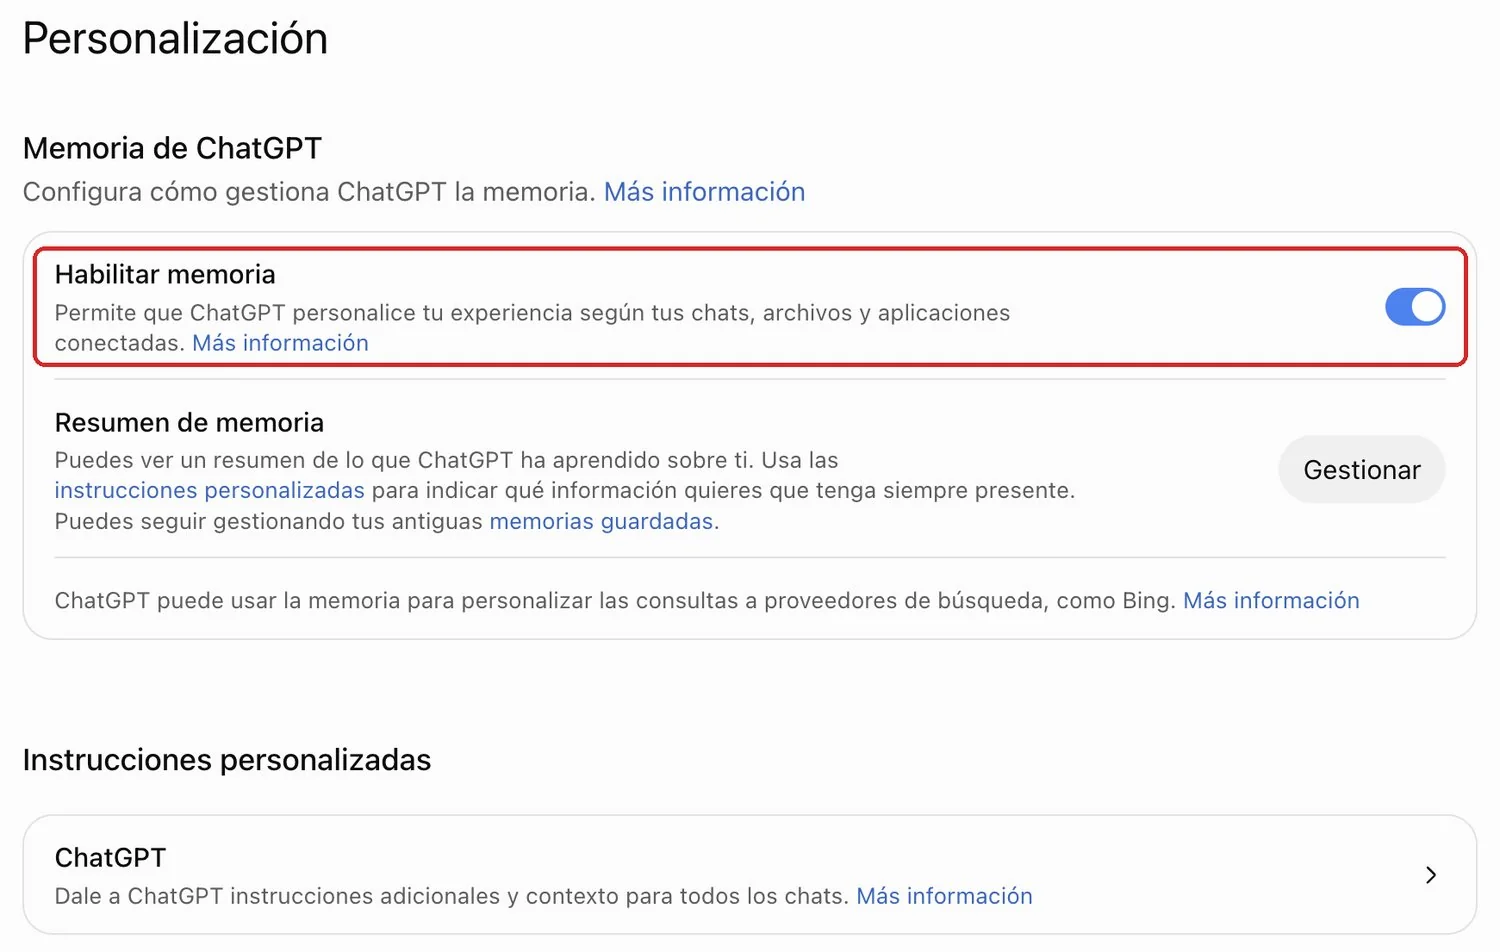 Personalización
Memoria de ChatGPT
Configura cómo gestiona ChatGPT la memoria. Más información
Habilitar memoria
Permite que ChatGPT personalice tu experiencia según tus chats, archivos y aplicaciones
conectadas. Más información
Resumen de memoria
Puedes ver un resumen de lo que ChatGPT ha aprendido sobre ti. Usa las
instrucciones personalizadas para indicar qué información quieres que tenga siempre presente.
Puedes seguir gestionando tus antiguas memorias guardadas.
Gestionar
ChatGPT puede usar la memoria para personalizar las consultas a proveedores de búsqueda, como Bing. Más información
Instrucciones personalizadas
ChatGPT
Dale a ChatGPT instrucciones adicionales y contexto para todos los chats. Más información